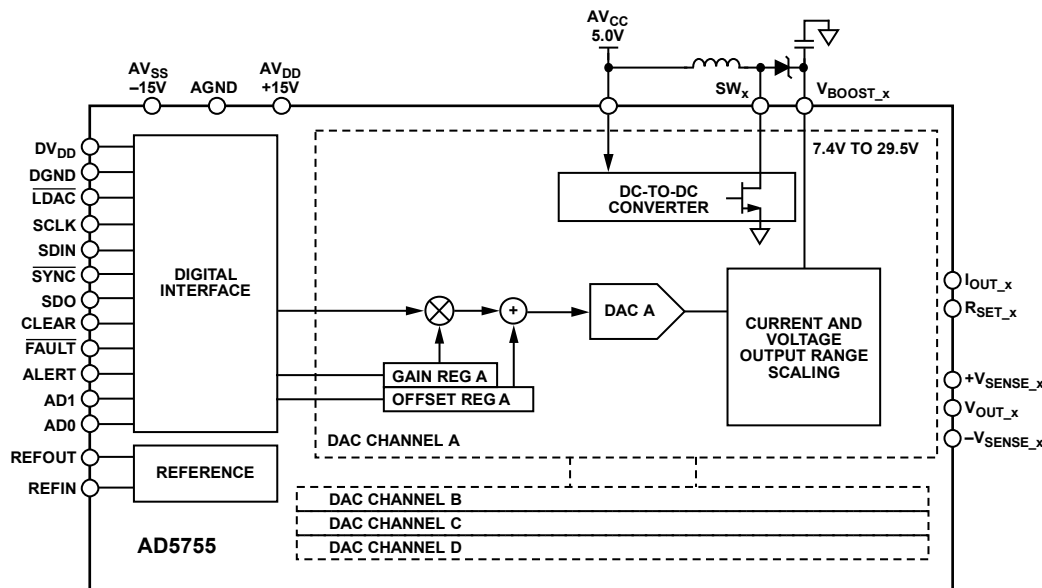 AVCC
5.0V
AVSS
–15V
AGND
AVDD
+15V
SWx
VBOOST_x
7.4V TO 29.5V
DVDD
DGND
LDAC
SCLK
SDIN
SYNC
SDO
CLEAR
FAULT
ALERT
AD1
AD0
REFOUT
REFIN
DIGITAL
INTERFACE
REFERENCE
DC-TO-DC
CONVERTER
+
DAC A
GAIN REG A
OFFSET REG A
CURRENT AND
VOLTAGE
OUTPUT RANGE
SCALING
IOUT_x
RSET_x
+VSENSE_x
VOUT_x
–VSENSE_x
DAC CHANNEL A
DAC CHANNEL B
DAC CHANNEL C
DAC CHANNEL D
AD5755